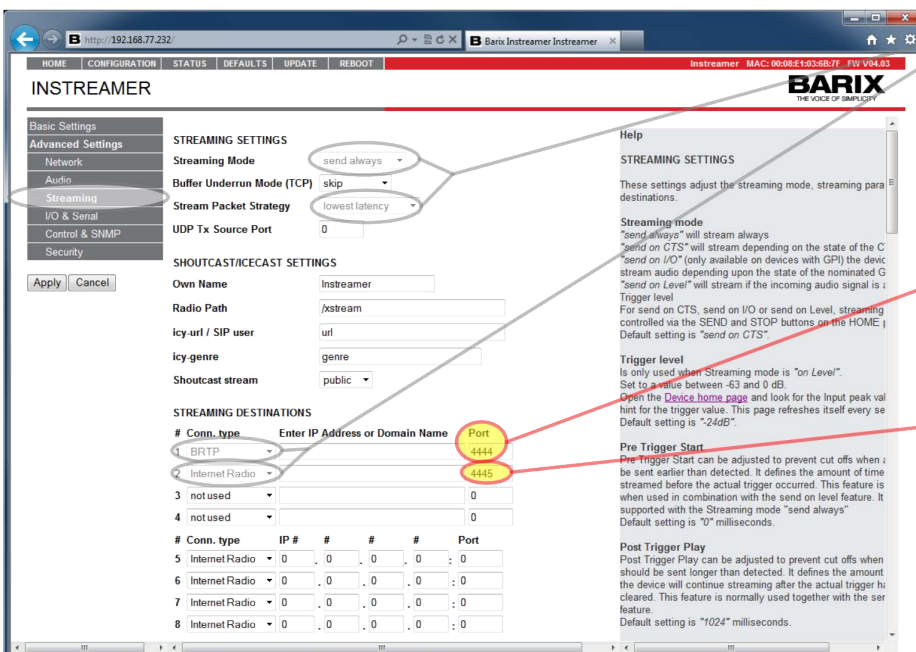 http://192.168.77.232/
Barix Instreamer Instreamer
HOME CONFIGURATION STATUS DEFAULTS UPDATE REBOOT
Instreamer MAC: 00:08:E1:03:6B:7F FW V04.03
INSTREAMER
BARIX
THE VOICE OF SIMPLICITY
Basic Settings
Advanced Settings
Network
Audio
Streaming
I/O & Serial
Control & SNMP
Security
Apply Cancel
STREAMING SETTINGS
Streaming Mode send always
Buffer Underrun Mode (TCP) skip
Stream Packet Strategy lowest latency
UDP Tx Source Port 0
SHOUTCAST/ICECAST SETTINGS
Own Name Instreamer
Radio Path /xstream
icy-url / SIP user url
icy-genre genre
Shoutcast stream public
STREAMING DESTINATIONS
# Conn. type Enter IP Address or Domain Name Port
1 BRTP 4444
2 Internet Radio 4445
3 not used 0
4 not used 0
# Conn. type IP # # # # Port
5 Internet Radio 0 . 0 . 0 . 0 : 0
6 Internet Radio 0 . 0 . 0 . 0 : 0
7 Internet Radio 0 . 0 . 0 . 0 : 0
8 Internet Radio 0 . 0 . 0 . 0 : 0
Help
STREAMING SETTINGS
These settings adjust the streaming mode, streaming para
destinations.
Streaming mode
"send always" will stream always
"send on CTS" will stream depending on the state of the C
"send on I/O" (only available on devices with GPI) the devic
stream audio depending upon the state of the nominated G
"send on Level" will stream if the incoming audio signal is
Trigger level
For send on CTS, send on I/O or send on Level, streaming
controlled via the SEND and STOP buttons on the HOME
Default setting is "send on CTS".
Trigger level
Is only used when Streaming mode is "on Level".
Set to a value between -63 and 0 dB.
Open the Device home page and look for the Input peak val
hint for the trigger value. This page refreshes itself every se
Default setting is "-24dB".
Pre Trigger Start
Pre Trigger Start can be adjusted to prevent cut offs when
be sent earlier than detected. It defines the amount of time
streamed before the actual trigger occurred. This feature is
when used in combination with the send on level feature. It
supported with the Streaming mode "send always"
Default setting is "0" milliseconds.
Post Trigger Play
Post Trigger Play can be adjusted to prevent cut offs when
should be sent longer than detected. It defines the amount
the device will continue streaming after the actual trigger ha
cleared. This feature is normally used together with the ser
feature.
Default setting is "1024" milliseconds.